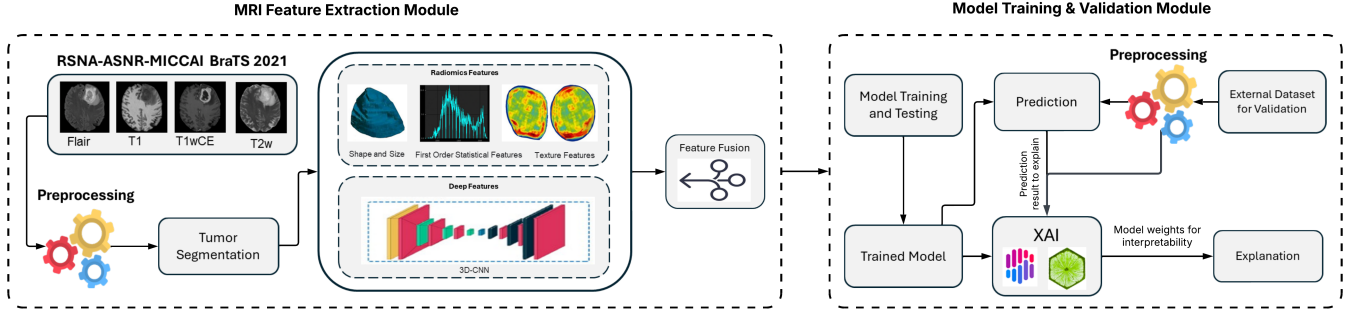 MRI Feature Extraction Module
RSNA-ASNR-MICCAI BraTS 2021
Flair
T1
T1wCE
T2w
Preprocessing
Tumor
Segmentation
Radiomics Features
Shape and Size
First Order Statistical Features
Texture Features
Deep Features
3D-CNN
Feature Fusion
Model Training & Validation Module
Model Training
and Testing
Prediction
Preprocessing
External Dataset
for Validation
Prediction
result to explain
Trained Model
XAI
Model weights for
interpretability
Explanation